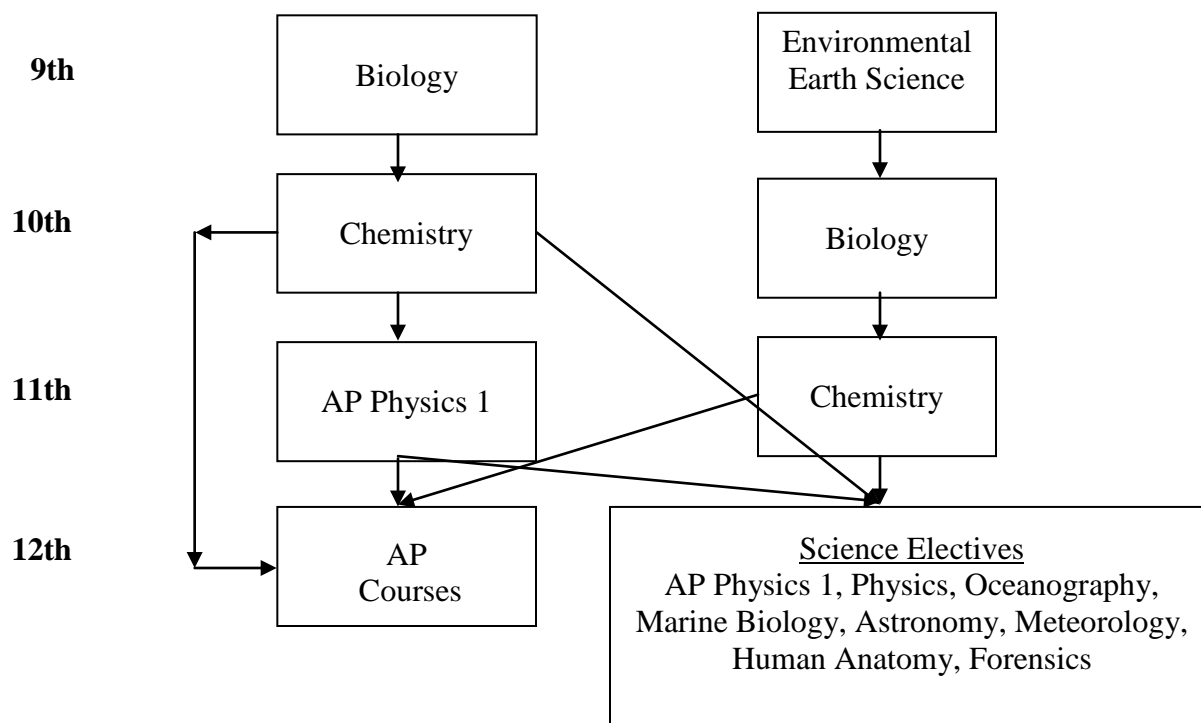 9th
Biology
Environmental
Earth Science
10th
Chemistry
Biology
11th
AP Physics 1
Chemistry
12th
AP
Courses
Science Electives
AP Physics 1, Physics, Oceanography,
Marine Biology, Astronomy, Meteorology,
Human Anatomy, Forensics